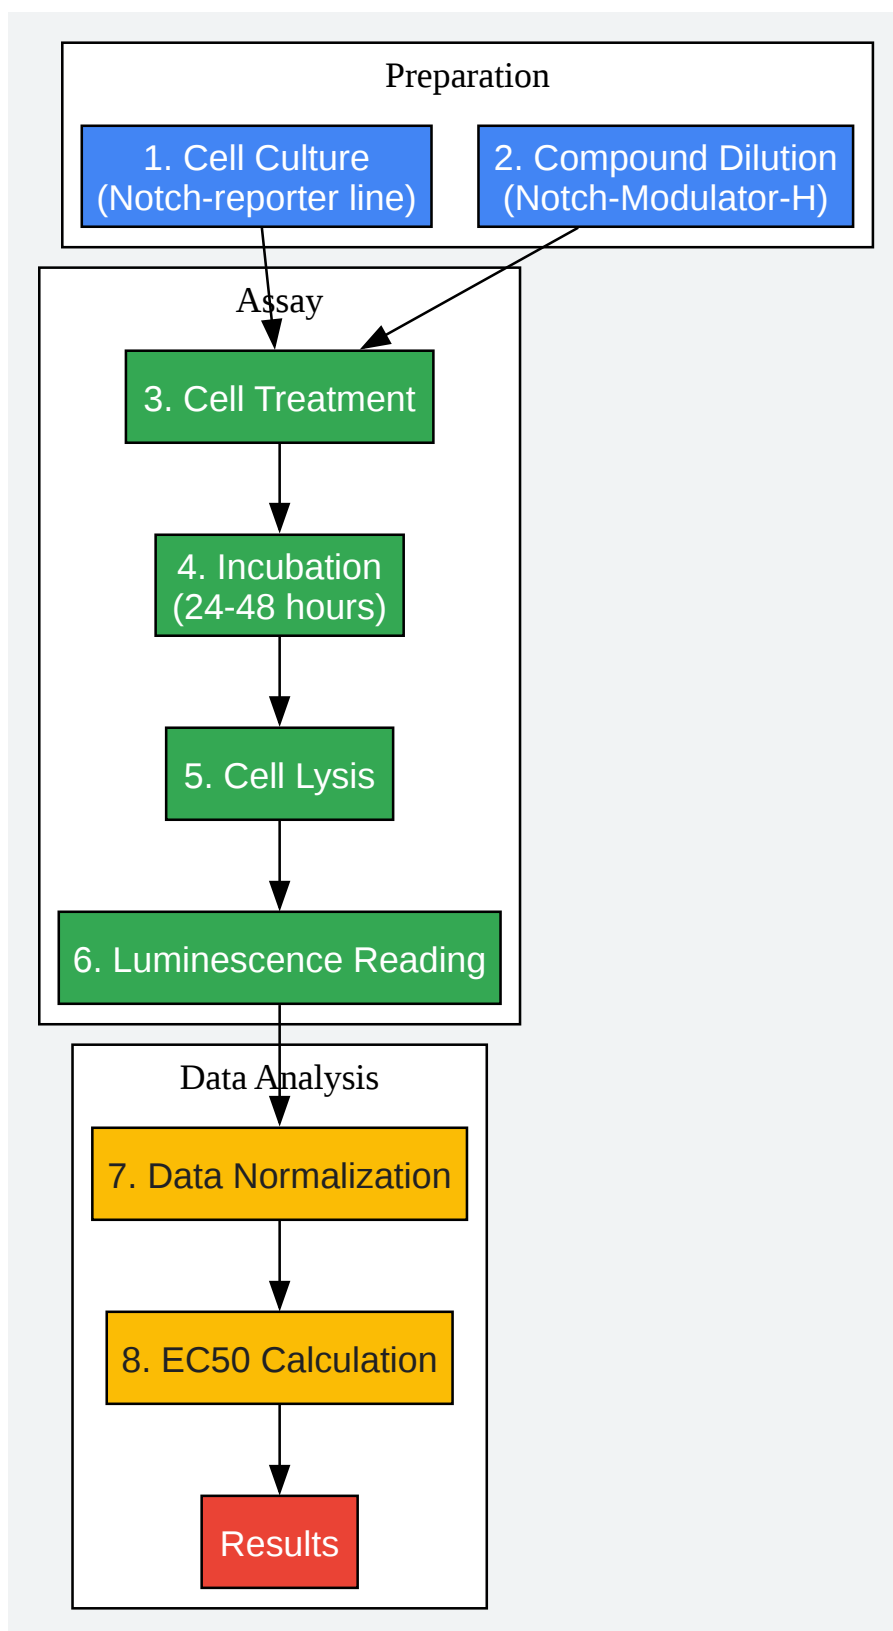 Preparation
1. Cell Culture
(Notch-reporter line)
2. Compound Dilution
(Notch-Modulator-H)
Assay
3. Cell Treatment
4. Incubation
(24-48 hours)
5. Cell Lysis
6. Luminescence Reading
Data Analysis
7. Data Normalization
8. EC50 Calculation
Results